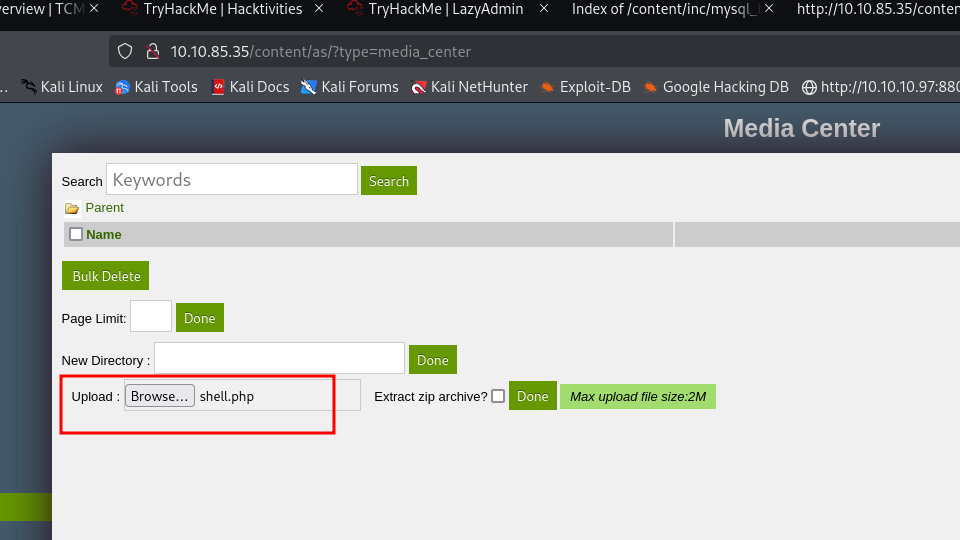 erview | TCM TryHackMe | Hacktivities TryHackMe | LazyAdmin Index of /content/inc/mysql_ http://10.10.85.35/conten
10.10.85.35/content/as/?type=media_center
... Kali Linux Kali Tools Kali Docs Kali Forums Kali NetHunter Exploit-DB Google Hacking DB http://10.10.10.97:880
Media Center
Search Keywords Search
Parent
Name
Bulk Delete
Page Limit: Done
New Directory : Done
Upload : Browse... shell.php Extract zip archive? Done Max upload file size:2M